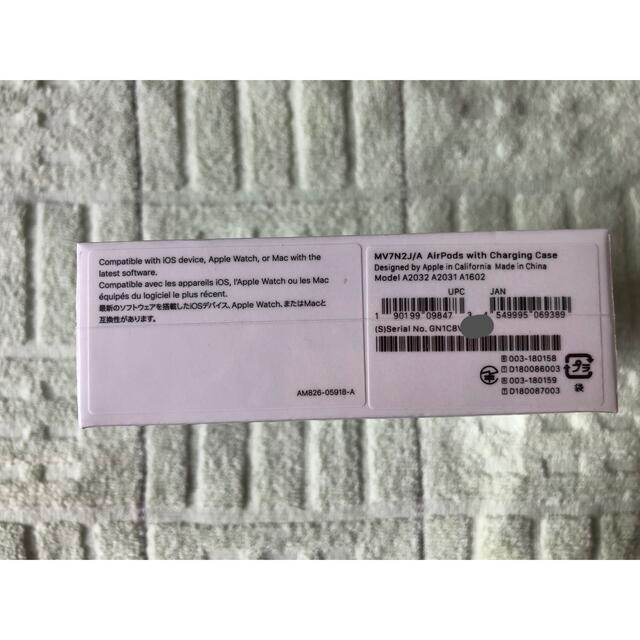 Compatible with iOS device, Apple Watch, or Mac with the
latest software.
Compatible avec les appareils iOS, l'Apple Watch ou les Mac
équipés du logiciel le plus récent.
最新のソフトウェアを搭載したiOSデバイス、Apple Watch、またはMacと
互換性があります。
AM826-05918-A
MV7N2J/A AirPods with Charging Case
Designed by Apple in California Made in China
Model A2032 A2031 A1602
UPC JAN
1 90199 09847 549995 069389
(S)Serial No. GN1C8V
R 003-180158
T D180086003
R 003-180159
T D180087003
プラ
袋